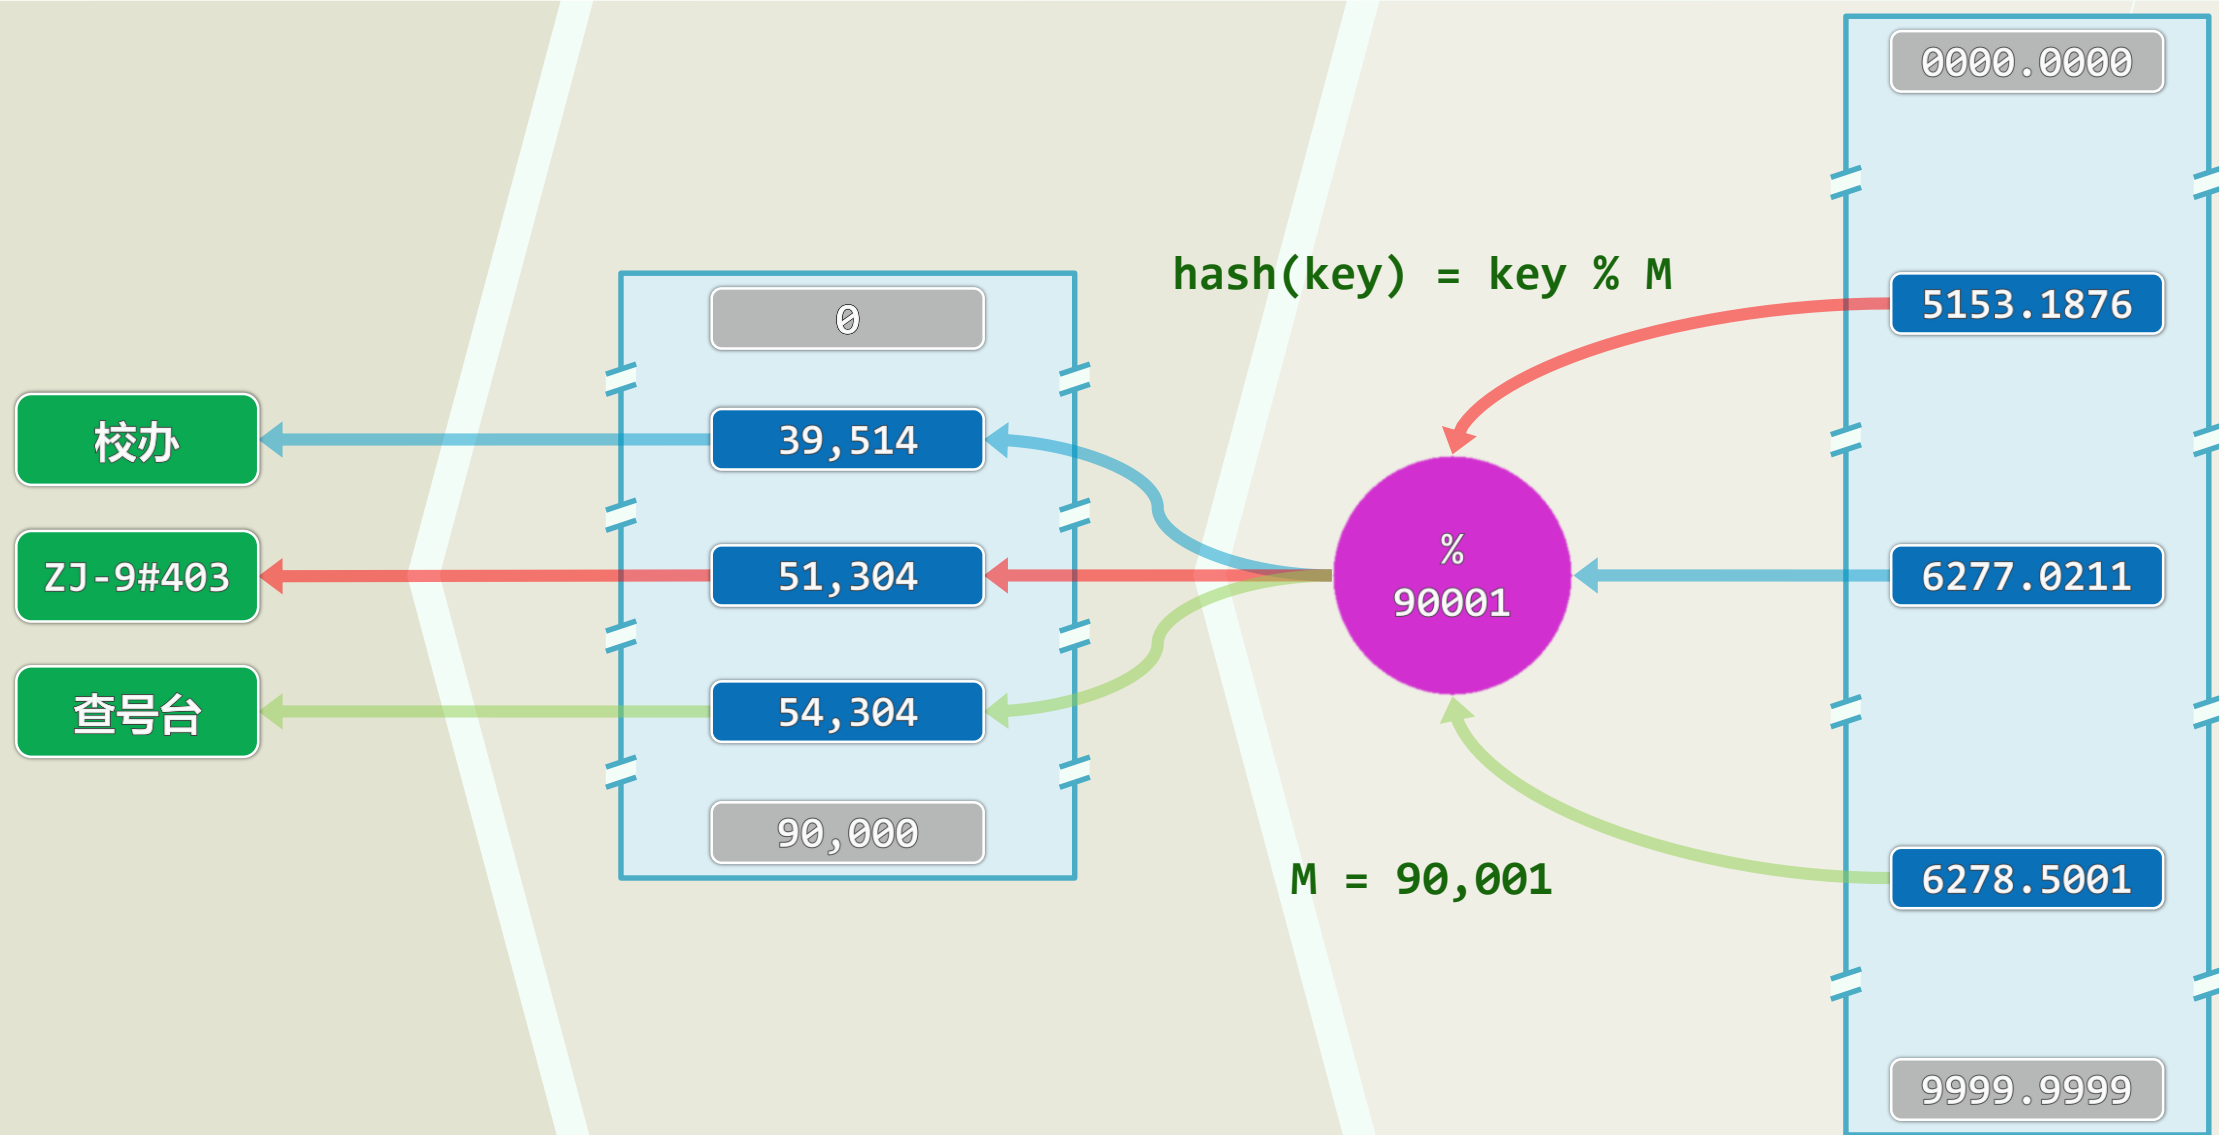 0000.0000
hash(key) = key % M
5153.1876
0
校办
39,514
%
90001
ZJ-9#403
51,304
6277.0211
查号台
54,304
90,000
M = 90,001
6278.5001
9999.9999